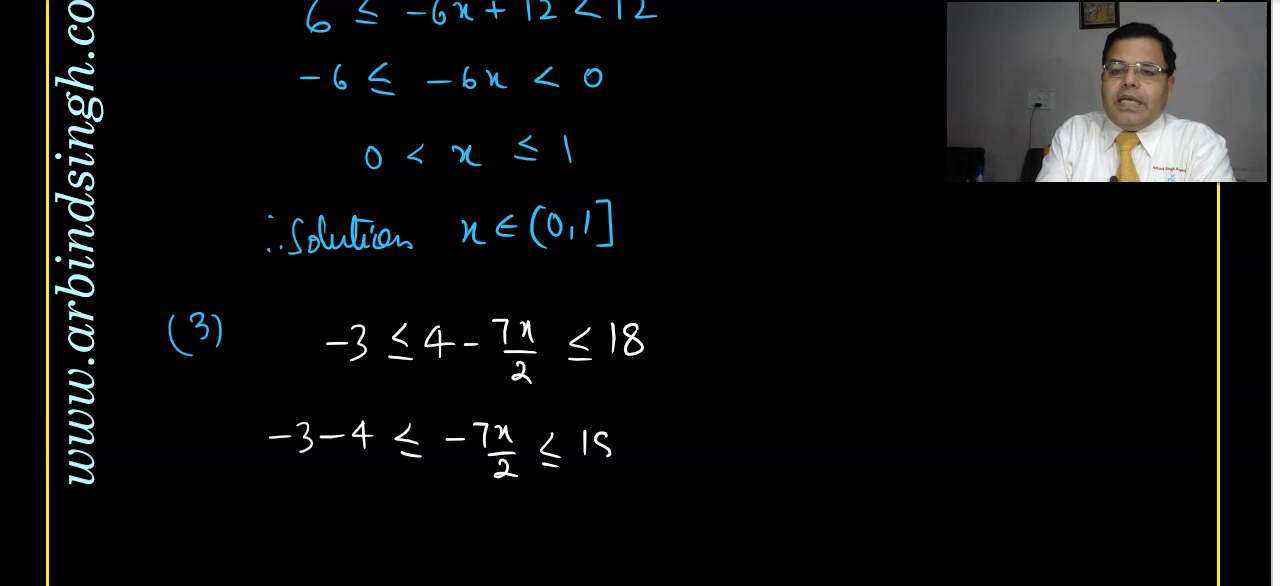 www.arbindsingh.co
6 ≤ -6x + 12 < 12
-6 ≤ -6x < 0
0 < x ≤ 1
∴ Solution x ∈ (0,1]
(3) -3 ≤ 4 - 7x/2 ≤ 18
-3-4 ≤ -7x/2 ≤ 18